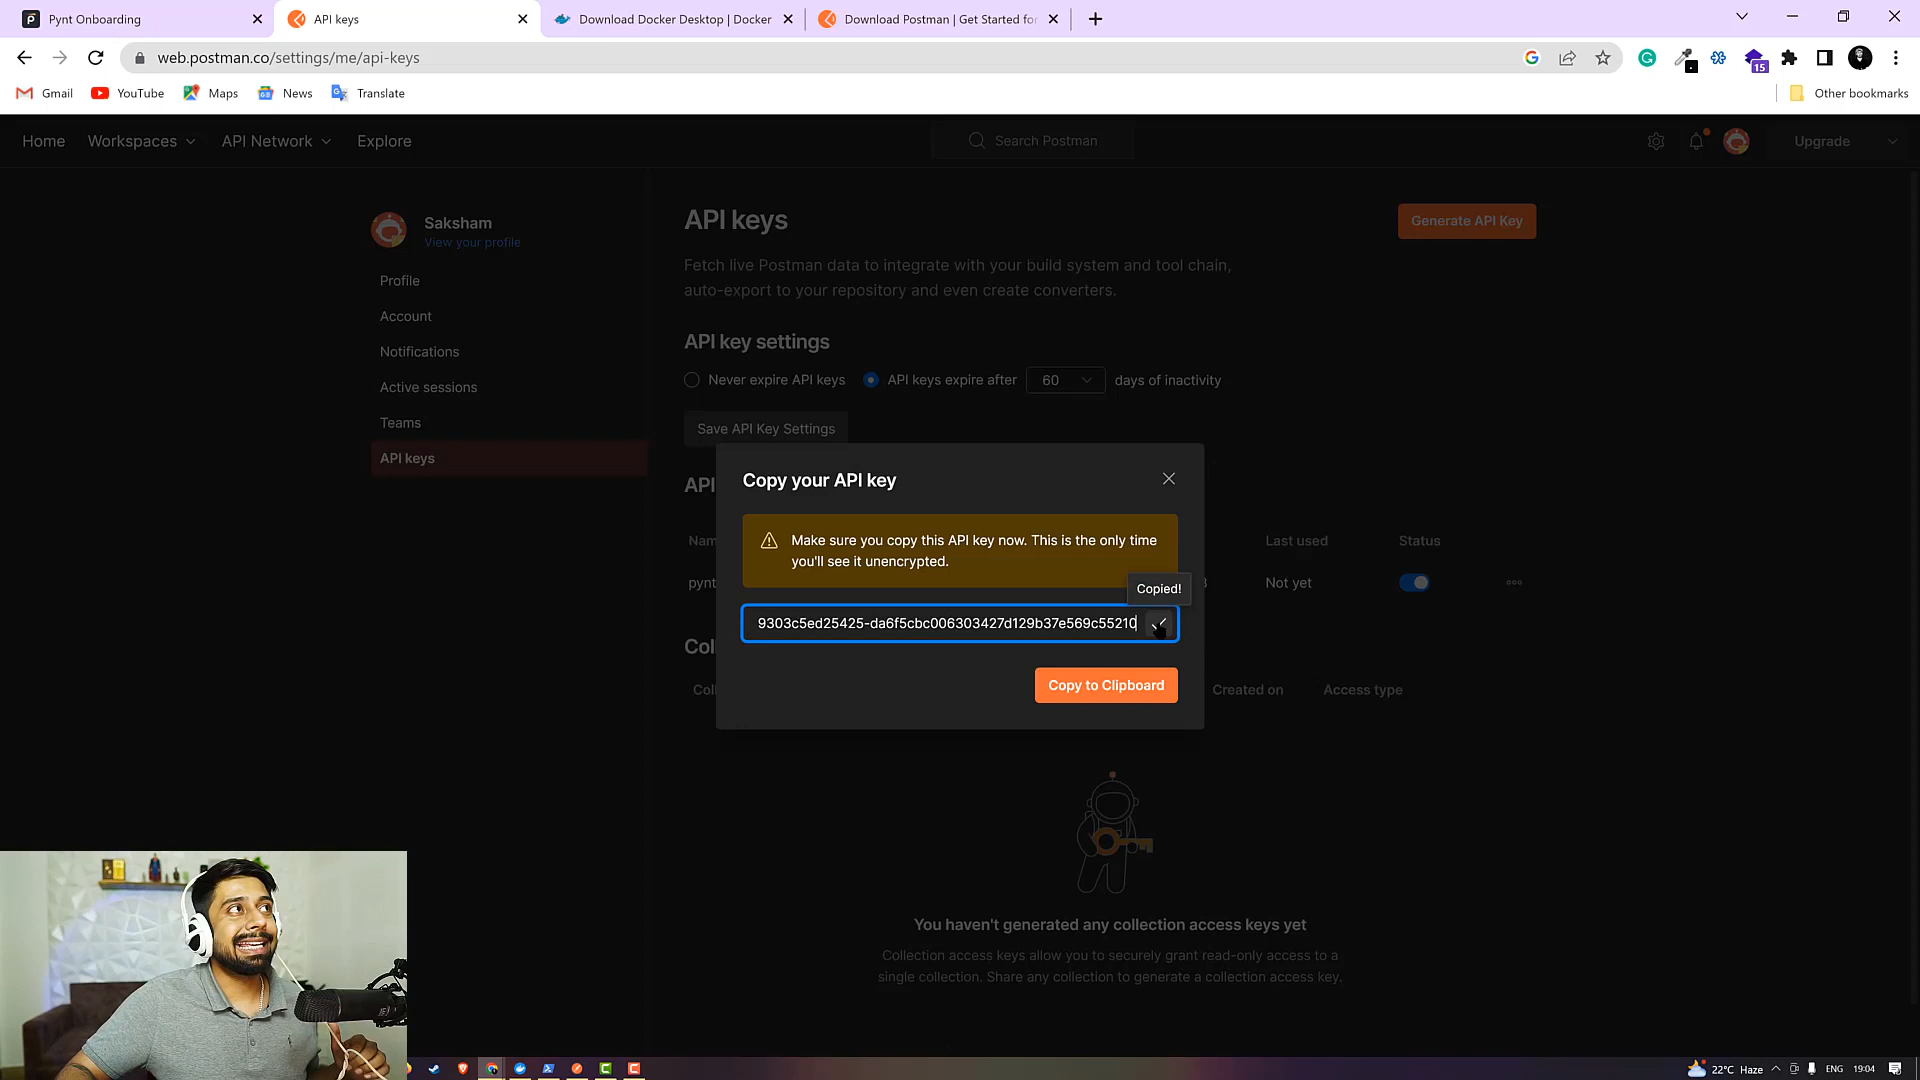 Pynt Onboarding
API keys
Download Docker Desktop | Docker
Download Postman | Get Started for
web.postman.co/settings/me/api-keys
15
Gmail
YouTube
Maps
News
Translate
Other bookmarks
Home
Workspaces
API Network
Explore
Search Postman
Upgrade
Saksham
View your profile
Profile
Account
Notifications
Active sessions
Teams
API keys
API keys
Generate API Key
Fetch live Postman data to integrate with your build system and tool chain,
auto-export to your repository and even create converters.
API key settings
Never expire API keys
API keys expire after
60
days of inactivity
Save API Key Settings
API
Nam
Last used
Status
pynt
Not yet
Col
Coll
Created on
Access type
Copy your API key
Make sure you copy this API key now. This is the only time
you'll see it unencrypted.
Copied!
9303c5ed25425-da6f5cbc006303427d129b37e569c55210
Copy to Clipboard
You haven't generated any collection access keys yet
Collection access keys allow you to securely grant read-only access to a
single collection. Share any collection to generate a collection access key.
22°C Haze
ENG
19:04